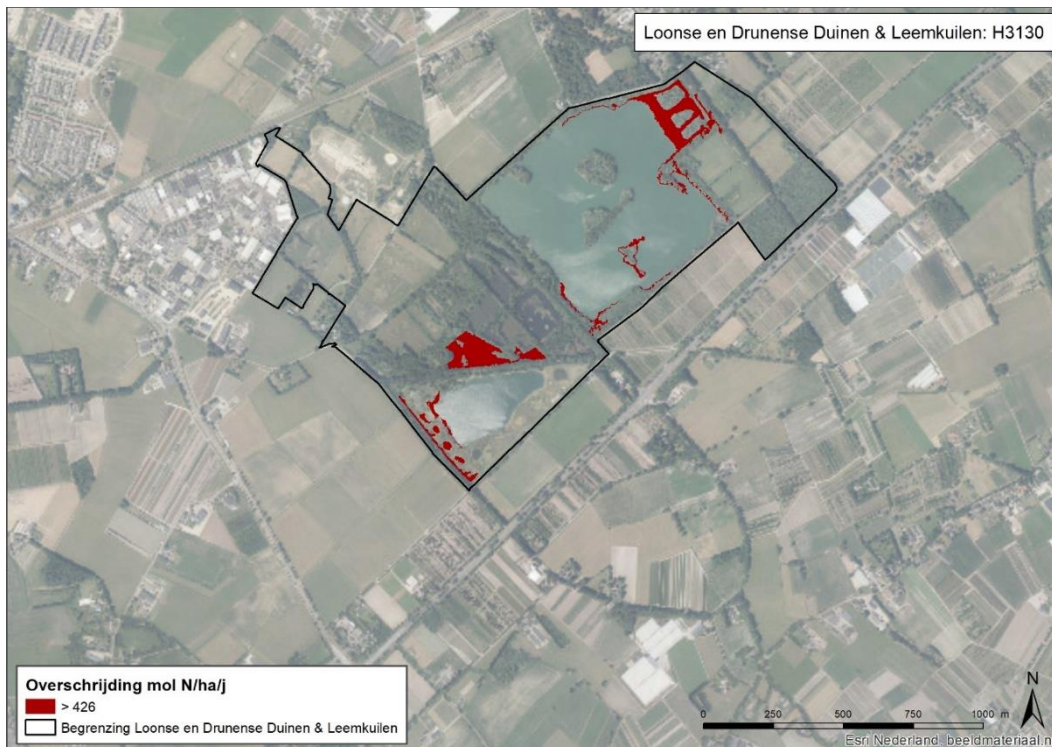 Loonse en Drunense Duinen & Leemkuilen: H3130
Overschrijding mol N/ha/j
> 426
Begrenzing Loonse en Drunense Duinen & Leemkuilen
N
0 250 500 750 1000 m
Esri Nederland, beeldmateriaal.n